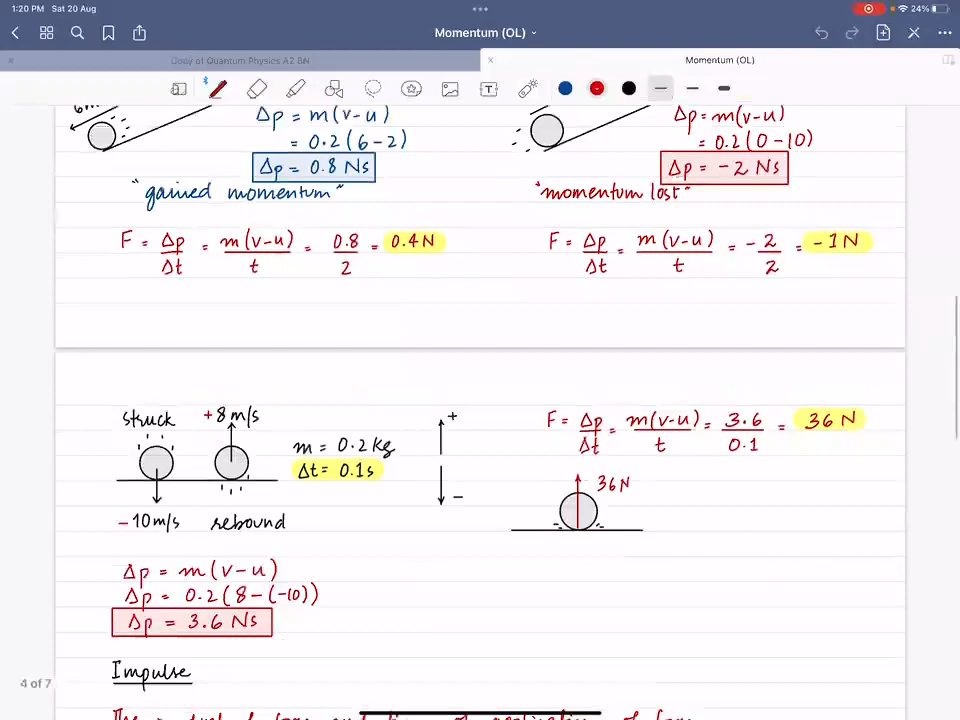 1:20 PM Sat 20 Aug
24%
Momentum (OL)
Copy of Quantum Physics A2 8N
Momentum (OL)
Δp = m(v-u)
= 0.2(6-2)
Δp = 0.8 Ns
"gained momentum"
F = Δp/Δt = m(v-u)/t = 0.8/2 = 0.4 N
Δp = m(v-u)
= 0.2(0-10)
Δp = -2 Ns
"momentum lost"
F = Δp/Δt = m(v-u)/t = -2/2 = -1 N
struck +8 m/s
m = 0.2 kg
Δt = 0.1s
-10 m/s rebound
+
-
F = Δp/Δt = m(v-u)/t = 3.6/0.1 = 36 N
36 N
Δp = m(v-u)
Δp = 0.2(8-(-10))
Δp = 3.6 Ns
Impulse
4 of 7